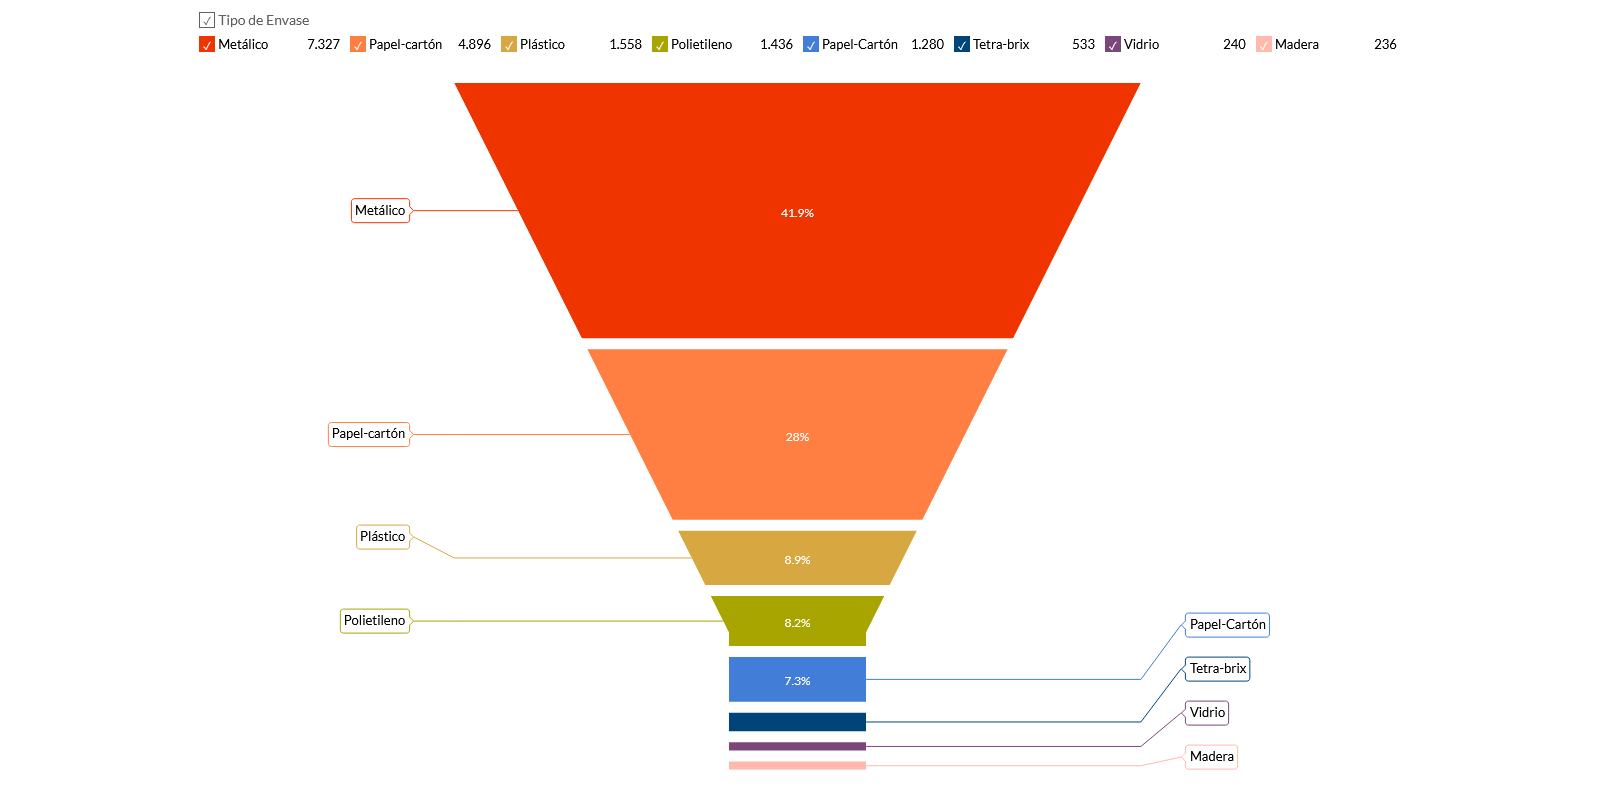 Tipo de Envase
Metálico 7.327 Papel-cartón 4.896 Plástico 1.558 Polietileno 1.436 Papel-Cartón 1.280 Tetra-brix 533 Vidrio 240 Madera 236
Metálico
41.9%
Papel-cartón
28%
Plástico
8.9%
Polietileno
8.2%
Papel-Cartón
7.3%
Tetra-brix
Vidrio
Madera